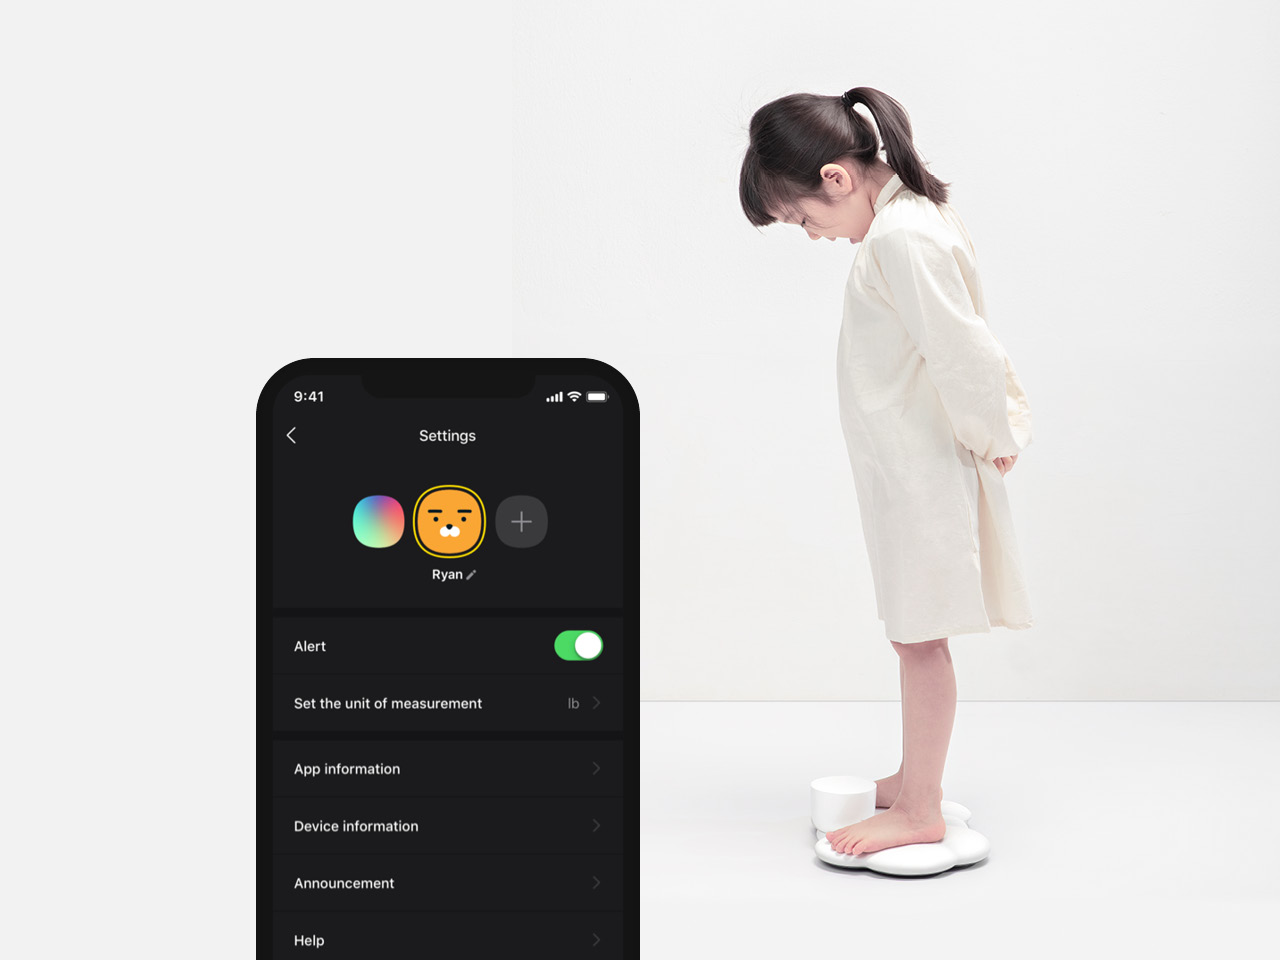 9:41
Settings
Ryan
Alert
Set the unit of measurement lb
App information
Device information
Announcement
Help